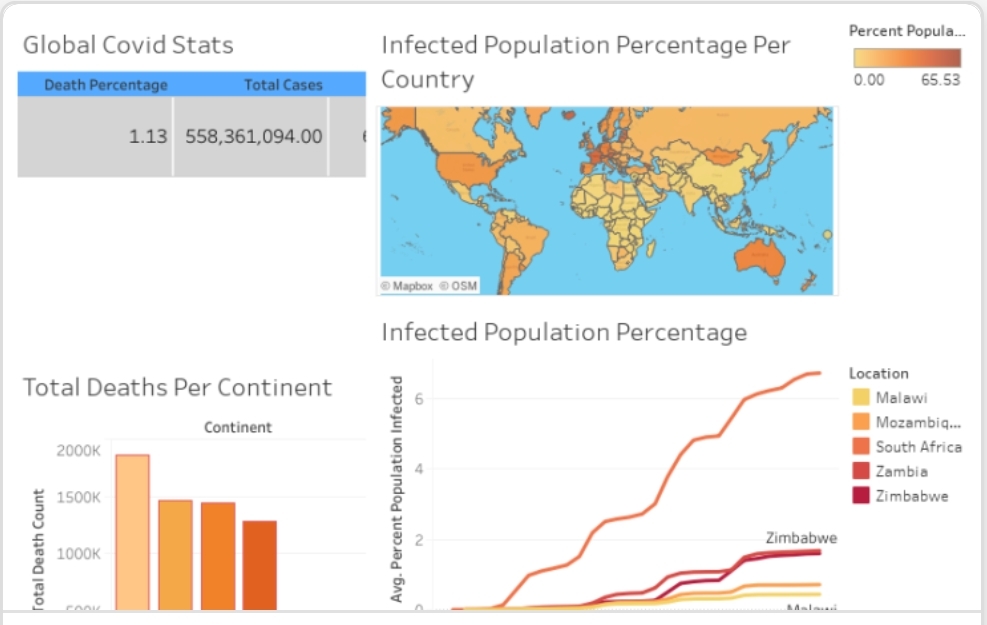 Global Covid Stats
Death Percentage Total Cases
1.13 558,361,094.00
Infected Population Percentage Per
Country
© Mapbox © OSM
Percent Popula...
0.00 65.53
Total Deaths Per Continent
Continent
Total Death Count
2000K
1500K
1000K
500K
Infected Population Percentage
Avg. Percent Population Infected
6
4
2
0
Zimbabwe
Malawi
Location
Malawi
Mozambiq...
South Africa
Zambia
Zimbabwe